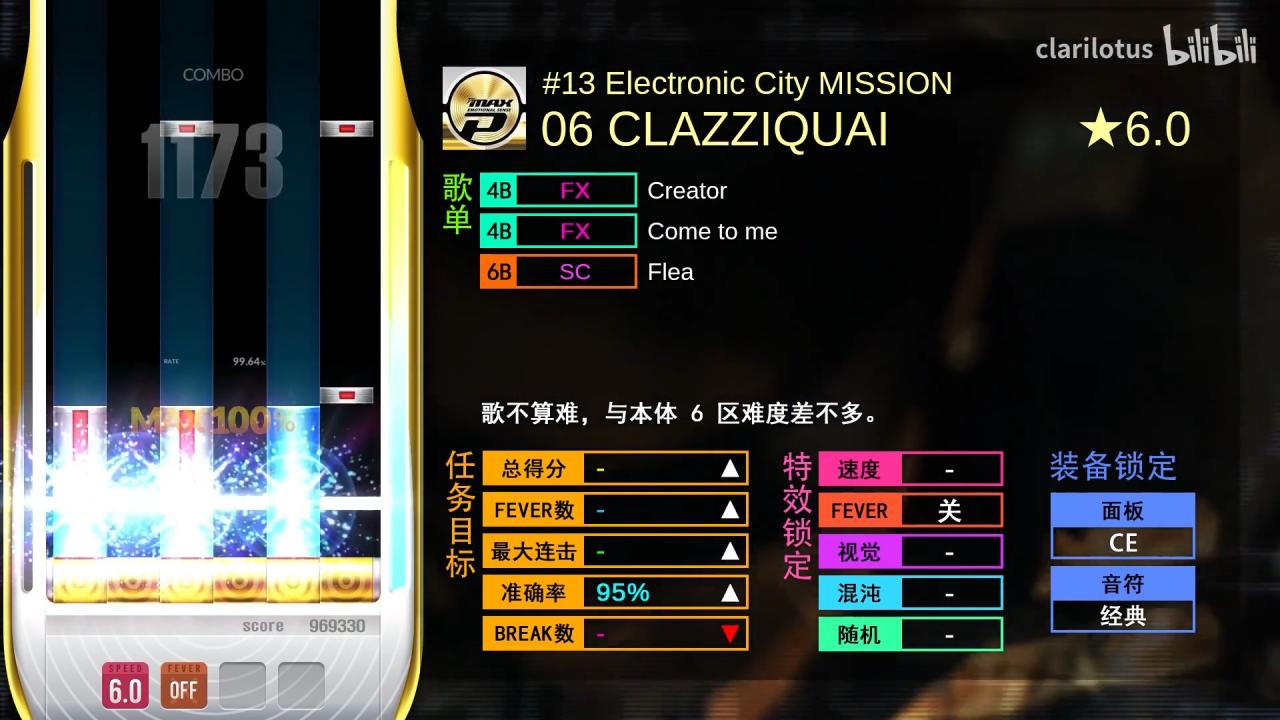 clarilotus bilibili
#13 Electronic City MISSION
06 CLAZZIQUAI
★6.0
歌单
4B FX Creator
4B FX Come to me
6B SC Flea
歌不算难，与本体 6 区难度差不多。
任务目标
总得分 - ▲
FEVER数 - ▲
最大连击 - ▲
准确率 95% ▲
BREAK数 - ▼
特效锁定
速度 -
FEVER 关
视觉 -
混沌 -
随机 -
装备锁定
面板
CE
音符
经典
COMBO
1173
RATE 99.64%
MAX 100%
score 969330
SPEED
6.0
FEVER
OFF